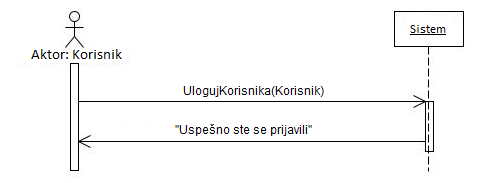 Sistem
Aktor: Korisnik
UlogujKorisnika(Korisnik)
"Uspešno ste se prijavili"